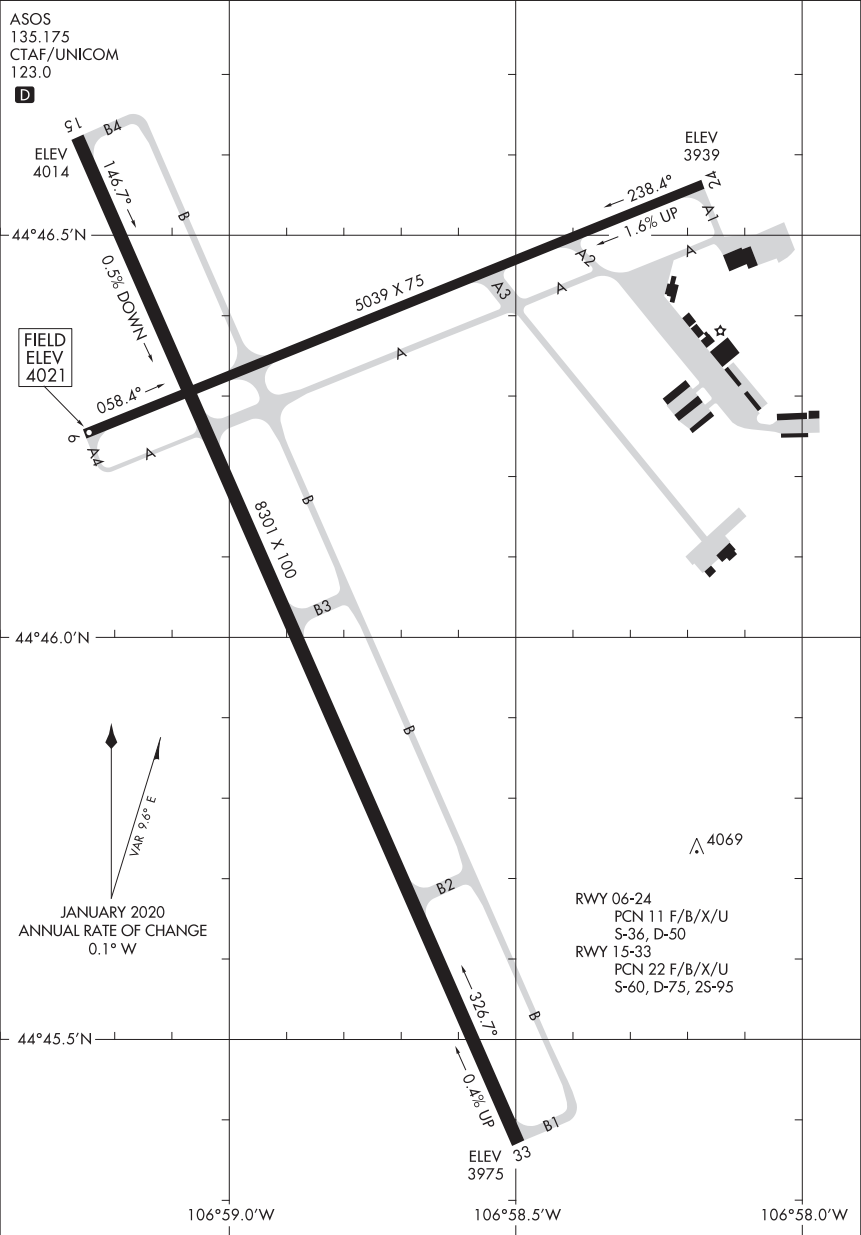 ASOS
135.175
CTAF/UNICOM
123.0
D
15
B4
ELEV
4014
146.7°
B
ELEV
3939
24
238.4°
1.6% UP
A1
44°46.5'N
A2
A
0.5% DOWN
5039 X 75
A3
A
FIELD
ELEV
4021
A
058.4°
6
A4
A
8301 X 100
B
B3
44°46.0'N
B
VAR 9.6° E
4069
JANUARY 2020
ANNUAL RATE OF CHANGE
0.1° W
B2
RWY 06-24
PCN 11 F/B/X/U
S-36, D-50
RWY 15-33
PCN 22 F/B/X/U
S-60, D-75, 2S-95
326.7°
B
44°45.5'N
0.4% UP
B1
ELEV
3975
33
106°59.0'W
106°58.5'W
106°58.0'W